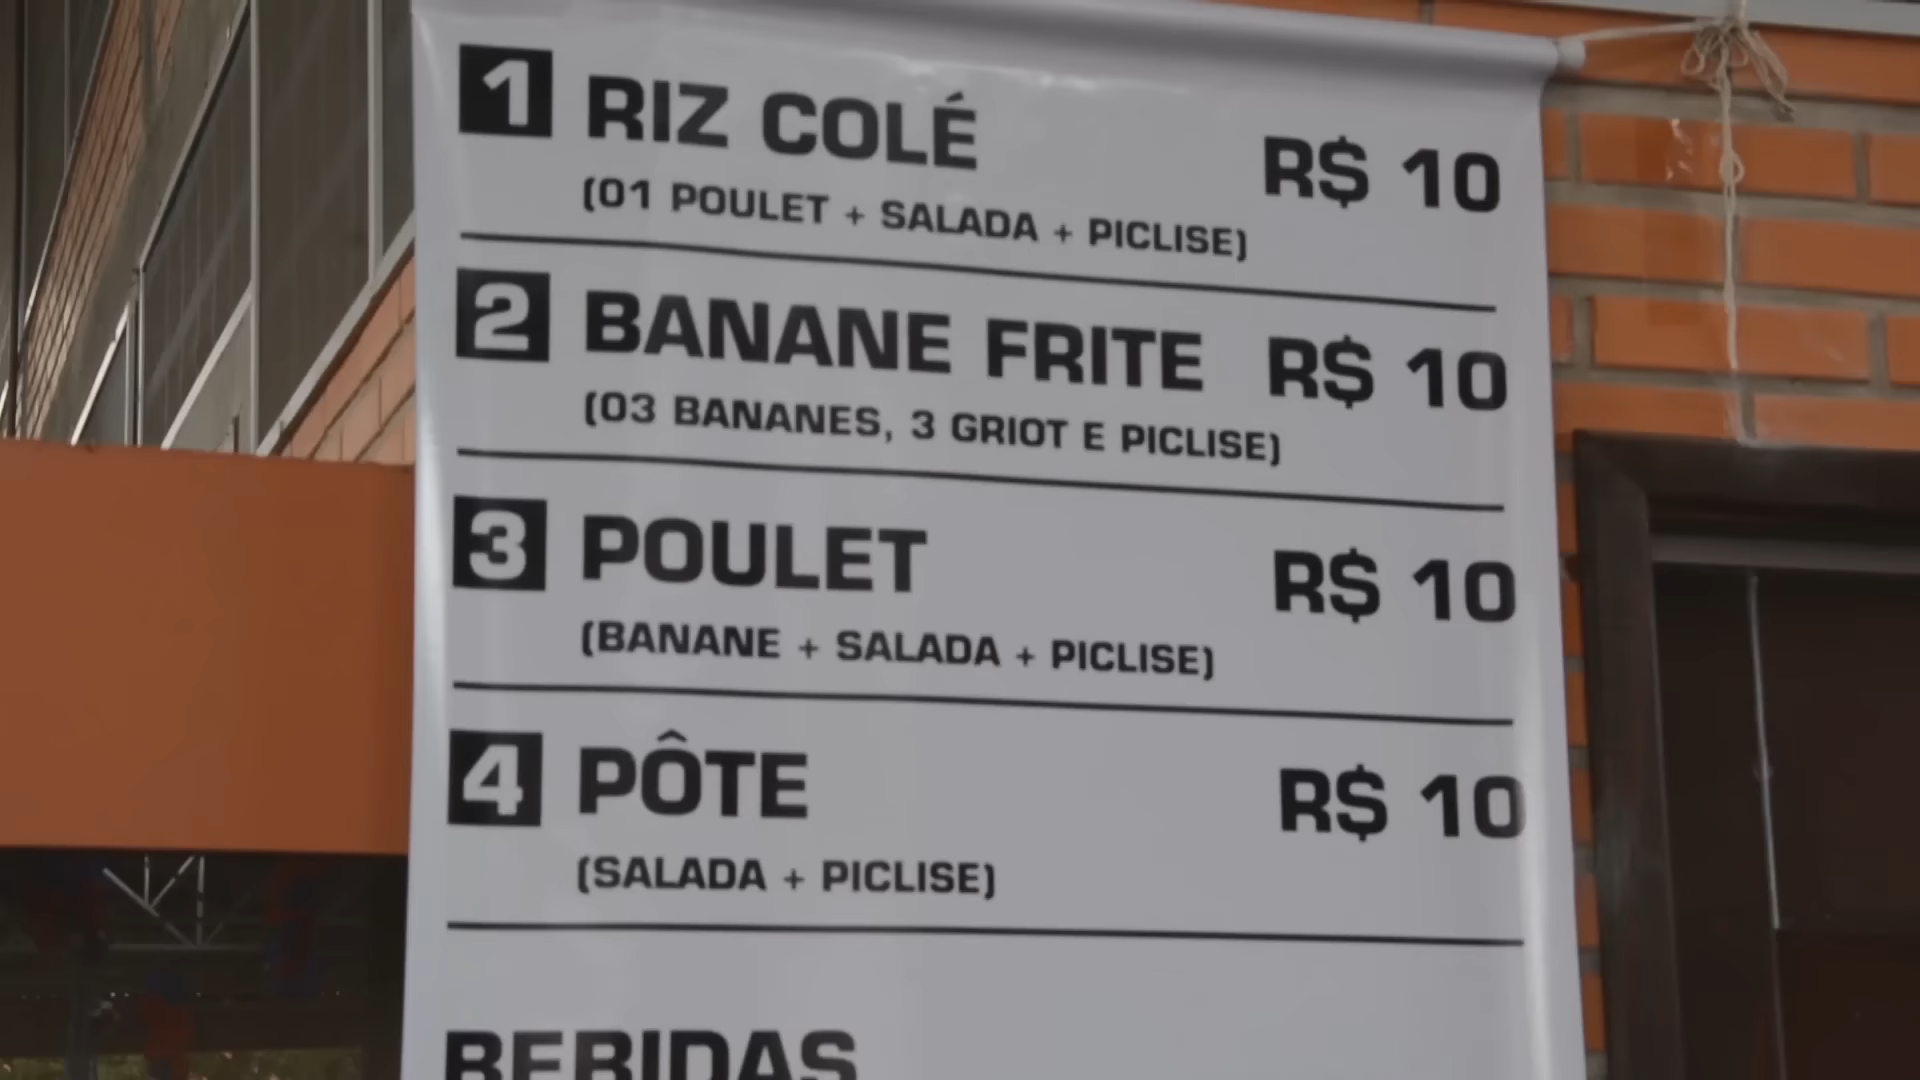 1 RIZ COLÉ R$ 10
(01 POULET + SALADA + PICLISE)
2 BANANE FRITE R$ 10
(03 BANANES, 3 GRIOT E PICLISE)
3 POULET R$ 10
(BANANE + SALADA + PICLISE)
4 PÔTE R$ 10
(SALADA + PICLISE)
BEBIDAS